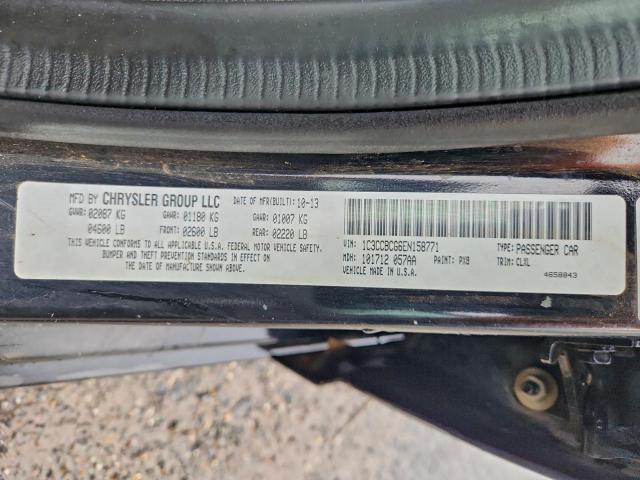 MFD BY CHRYSLER GROUP LLC DATE OF MFR(BUILT): 10-13
GVWR: 02087 KG GAWR: 01180 KG GAWR: 01007 KG
04600 LB FRONT: 02600 LB REAR: 02220 LB
THIS VEHICLE CONFORMS TO ALL APPLICABLE U.S.A. FEDERAL MOTOR VEHICLE SAFETY,
BUMPER AND THEFT PREVENTION STANDARDS IN EFFECT ON
THE DATE OF MANUFACTURE SHOWN ABOVE.
VIN: 1C3CCBCG6EN158771 TYPE: PASSENGER CAR
MDH: 101712 057AA PAINT: PX8 TRIM: CLXL
VEHICLE MADE IN U.S.A. 4658843